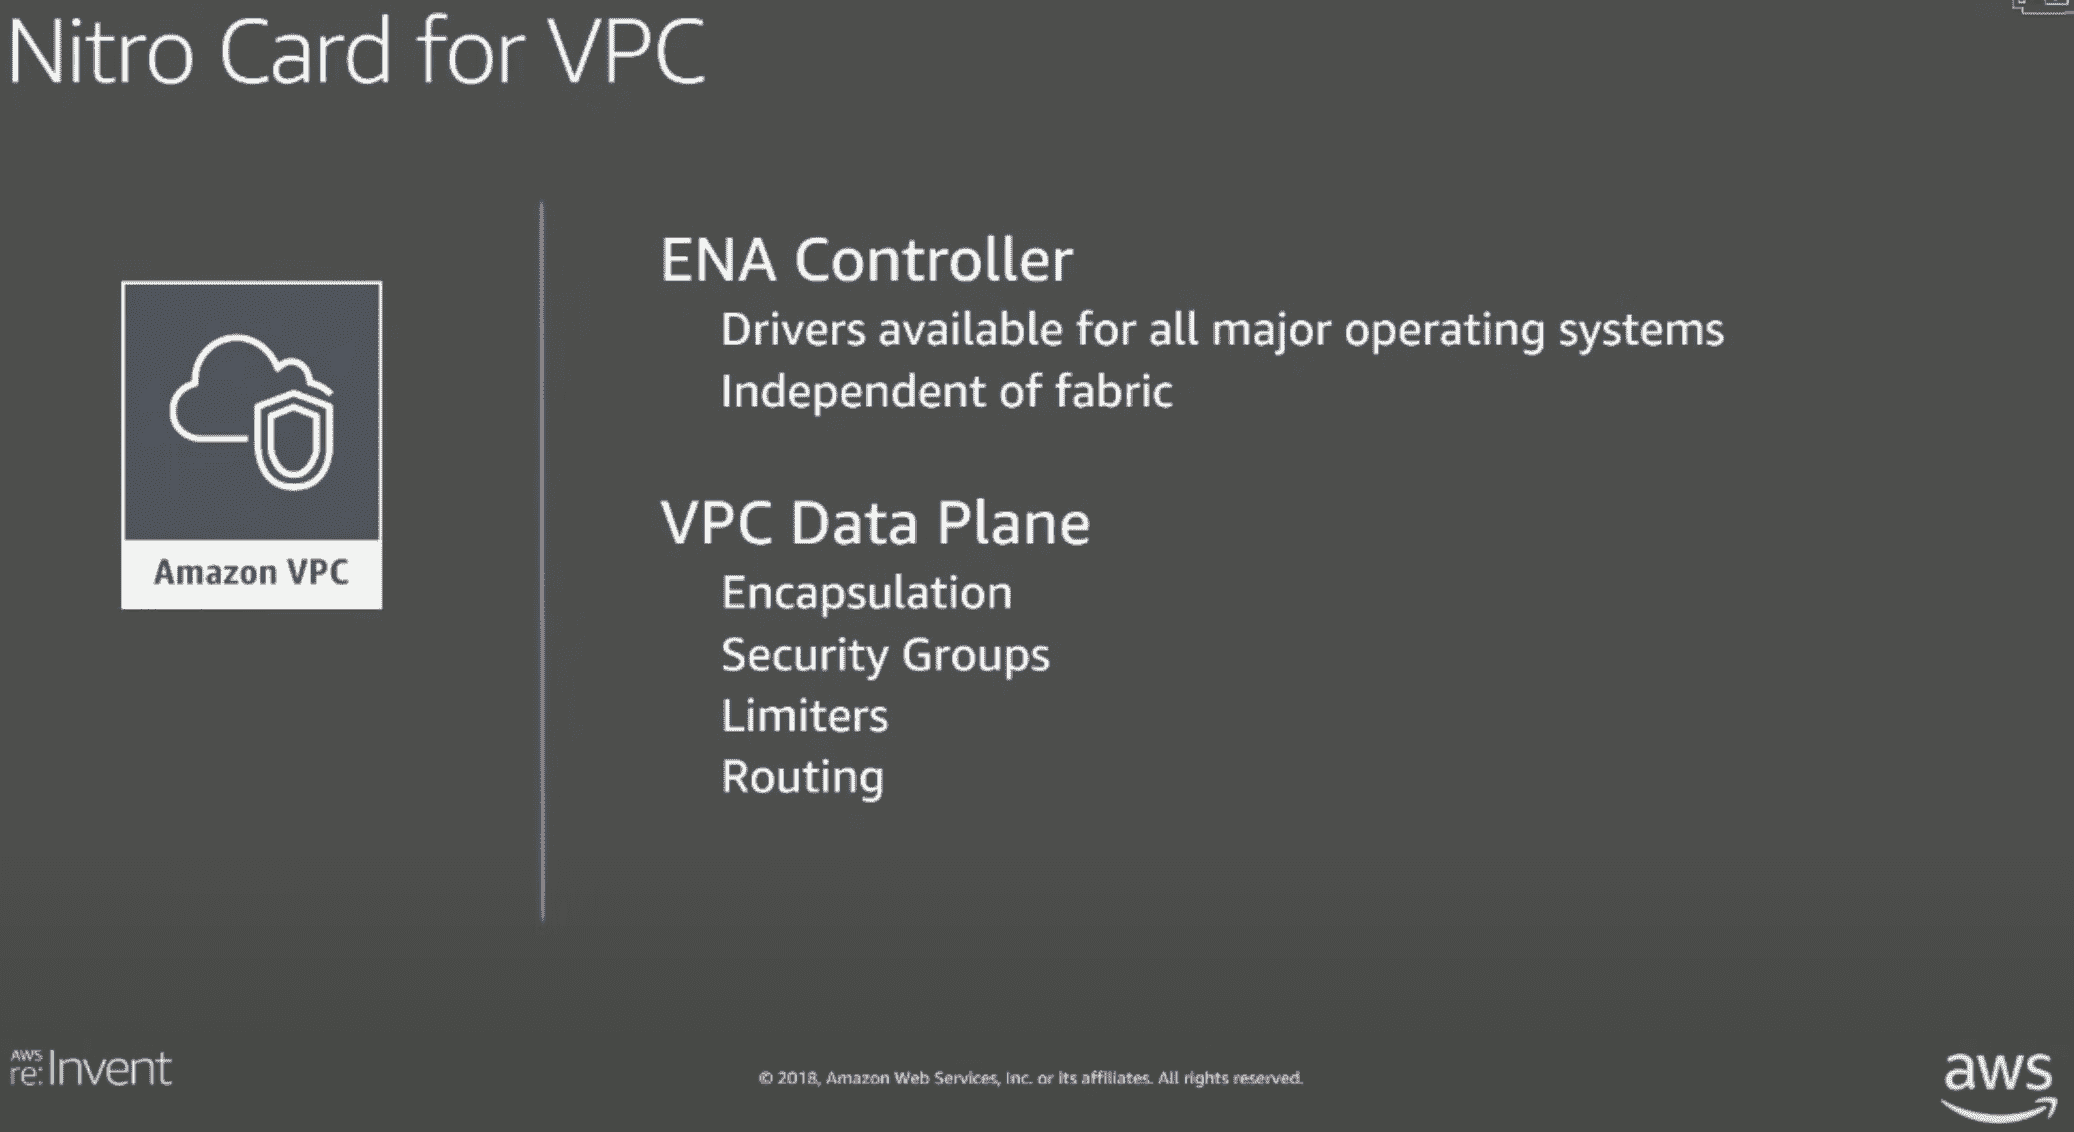 Nitro Card for VPC
Amazon VPC
ENA Controller
Drivers available for all major operating systems
Independent of fabric
VPC Data Plane
Encapsulation
Security Groups
Limiters
Routing
AWS
re:Invent
© 2018, Amazon Web Services, Inc. or its affiliates. All rights reserved.
aws